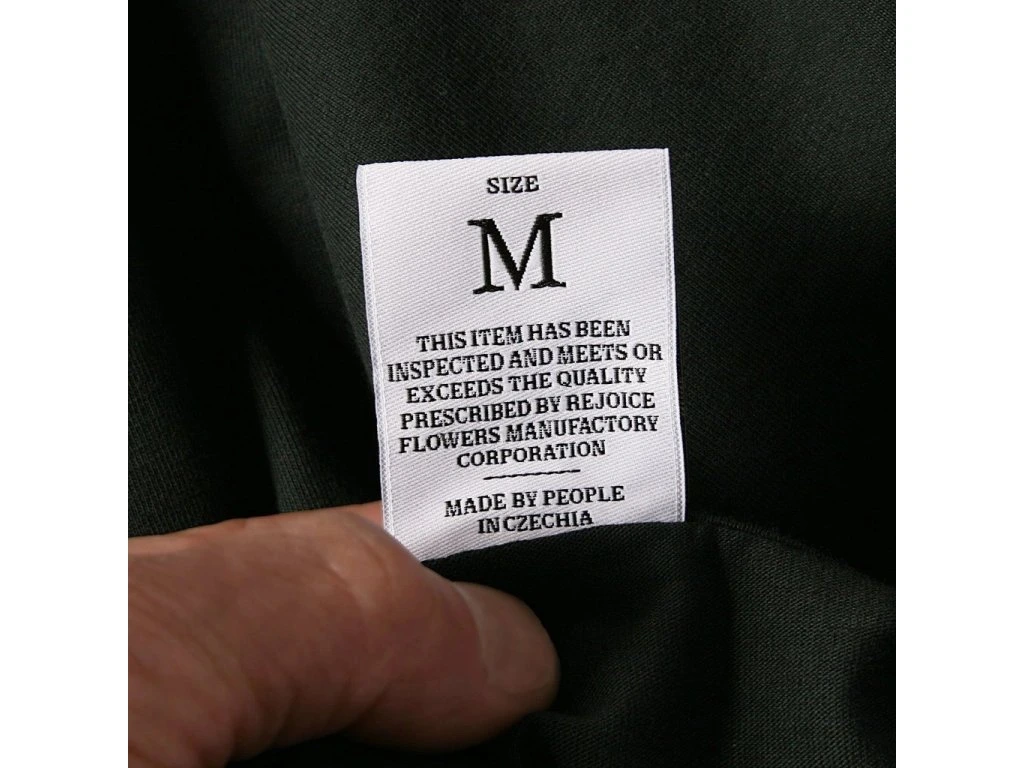 SIZE
M
THIS ITEM HAS BEEN
INSPECTED AND MEETS OR
EXCEEDS THE QUALITY
PRESCRIBED BY REJOICE
FLOWERS MANUFACTORY
CORPORATION
MADE BY PEOPLE
IN CZECHIA